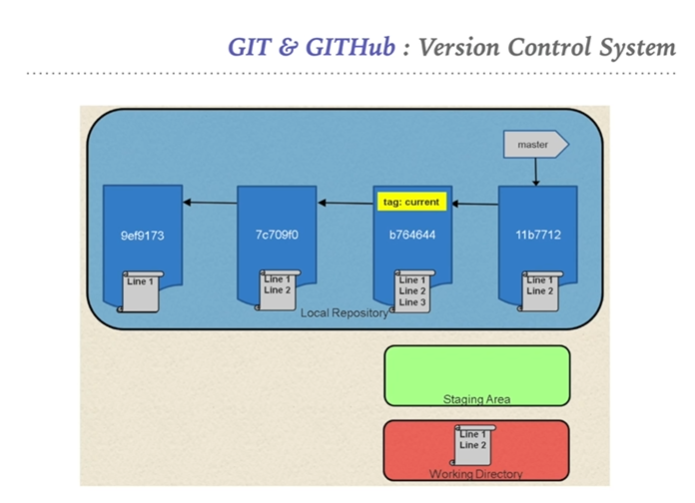 GIT & GITHub : Version Control System
master
tag: current
9ef9173
7c709f0
b764644
11b7712
Line 1
Line 1
Line 2
Line 1
Line 2
Line 3
Line 1
Line 2
Local Repository
Staging Area
Line 1
Line 2
Working Directory